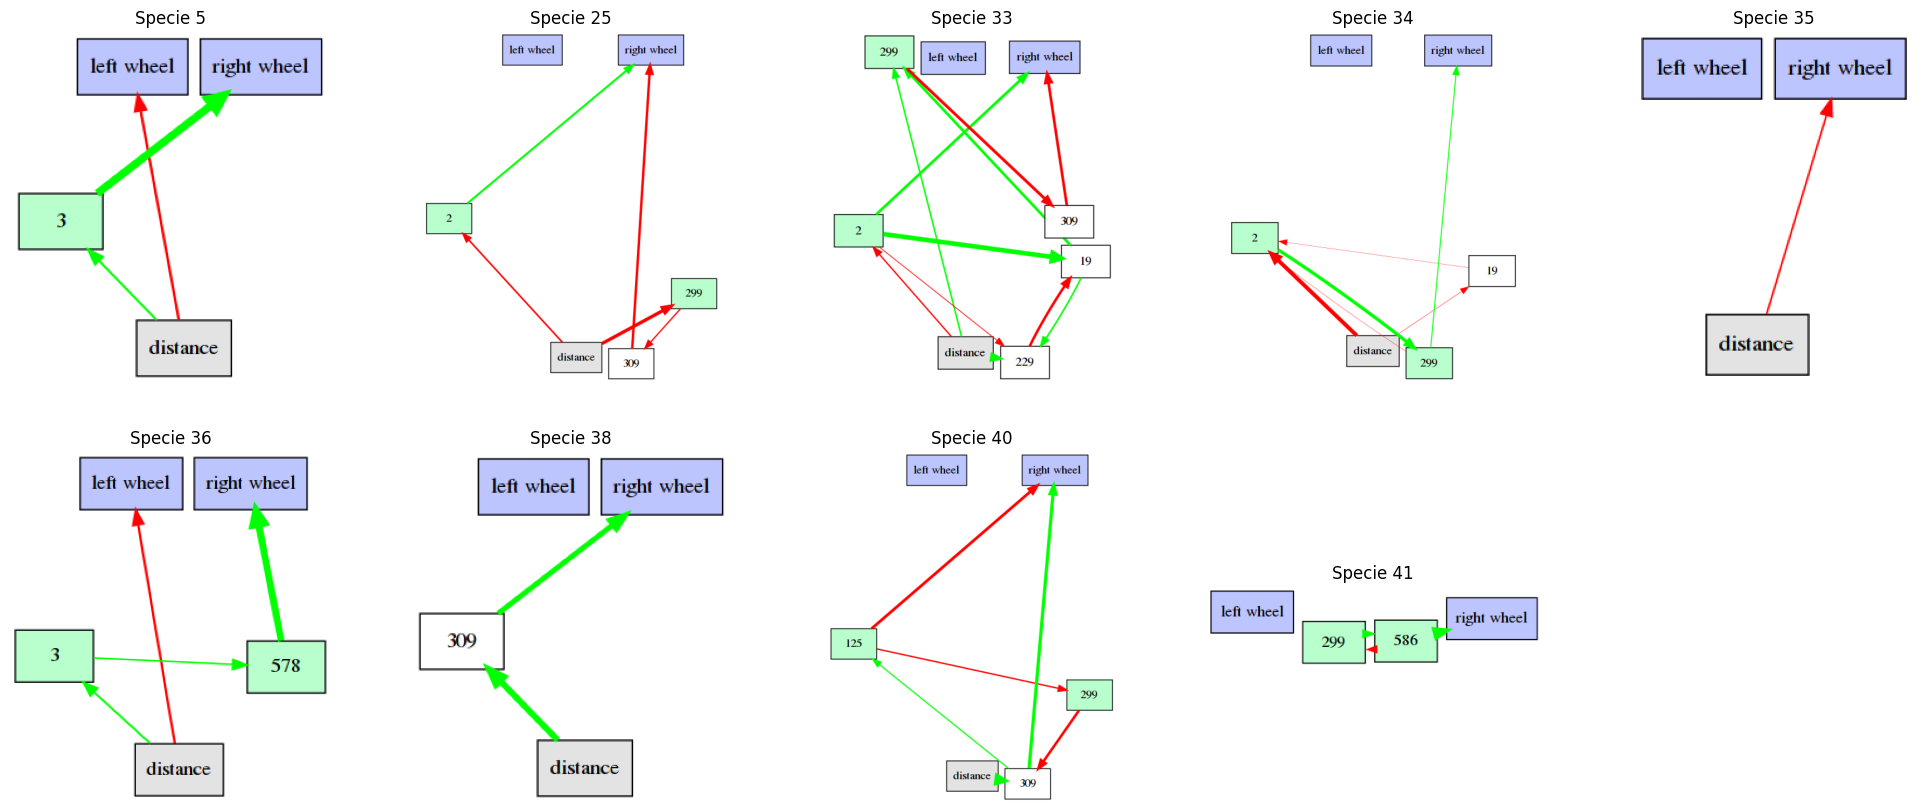 Specie 5
left wheel
right wheel
3
distance
Specie 25
left wheel
right wheel
2
299
distance
309
Specie 33
299
left wheel
right wheel
2
309
19
distance
229
Specie 34
left wheel
right wheel
2
19
distance
299
Specie 35
left wheel
right wheel
distance
Specie 36
left wheel
right wheel
3
578
distance
Specie 38
left wheel
right wheel
309
distance
Specie 40
left wheel
right wheel
125
299
distance
309
Specie 41
left wheel
299
586
right wheel